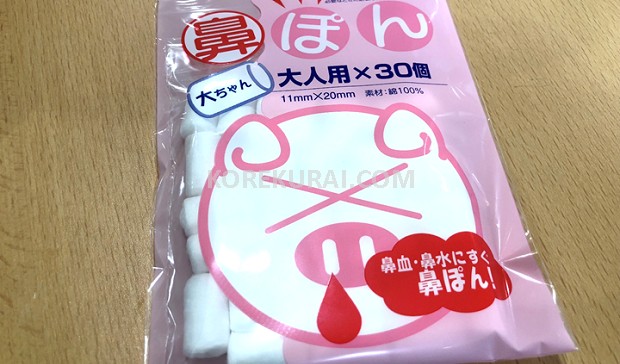 鼻ぽん
大ちゃん
大人用×30個
11mm×20mm 素材:綿100%
KOREKURAI.COM
鼻血・鼻水にすぐ
鼻ぽん!